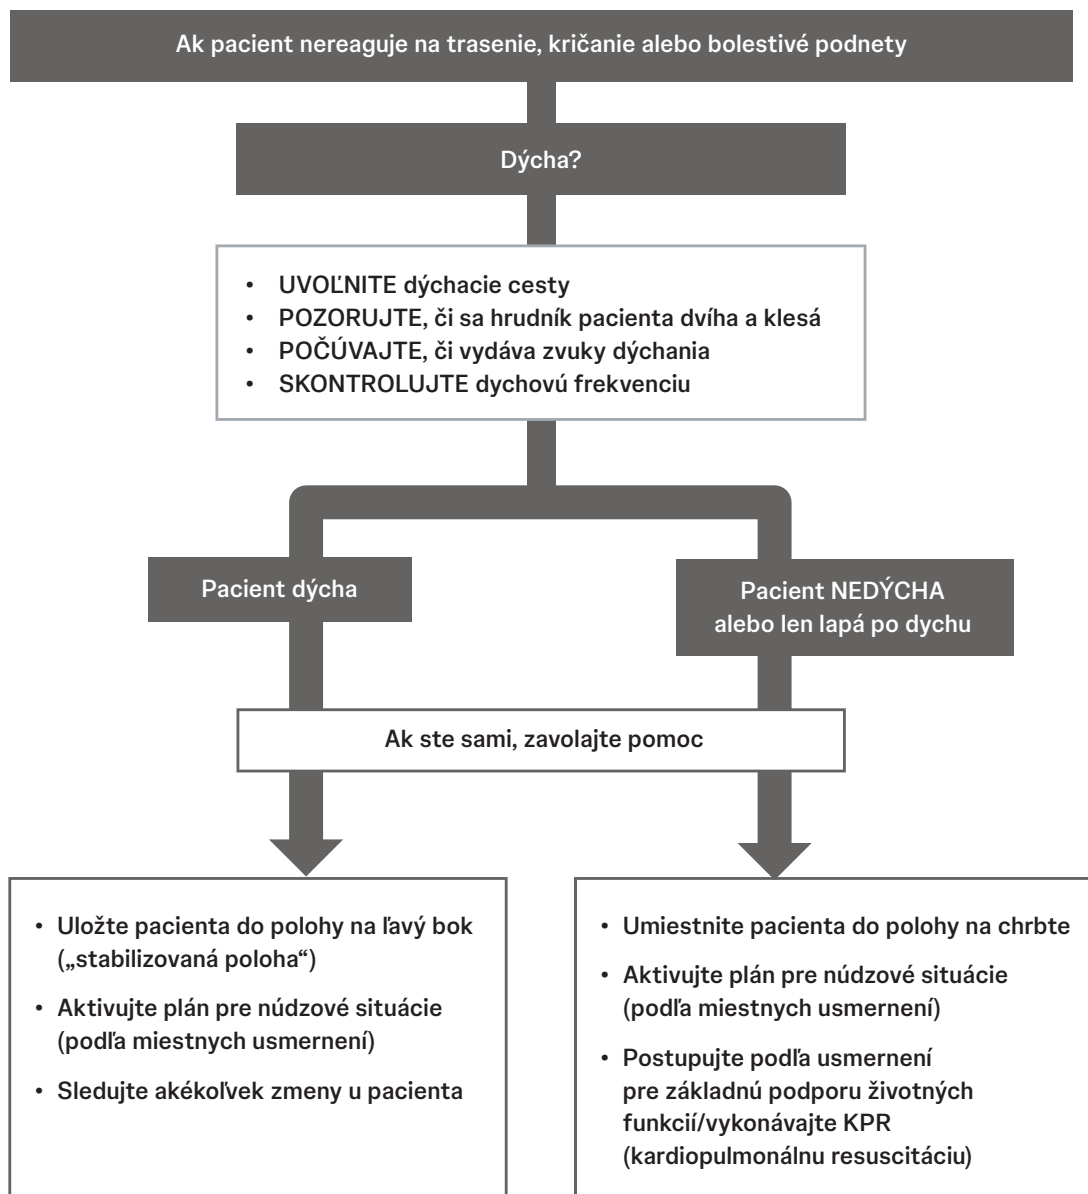 Ak pacient nereaguje na trasenie, kričanie alebo bolestivé podnety
Dýcha?
• UVOĽNITE dýchacie cesty
• POZORUJTE, či sa hrudník pacienta dvíha a klesá
• POČÚVAJTE, či vydáva zvuky dýchania
• SKONTROLUJTE dychovú frekvenciu
Pacient dýcha
Pacient NEDÝCHA
alebo len lapá po dychu
Ak ste sami, zavolajte pomoc
• Uložte pacienta do polohy na ľavý bok
(„stabilizovaná poloha“)
• Aktivujte plán pre núdzové situácie
(podľa miestnych usmernení)
• Sledujte akékoľvek zmeny u pacienta
• Umiestnite pacienta do polohy na chrbte
• Aktivujte plán pre núdzové situácie
(podľa miestnych usmernení)
• Postupujte podľa usmernení
pre základnú podporu životných
funkcií/vykonávajte KPR
(kardiopulmonálnu resuscitáciu)